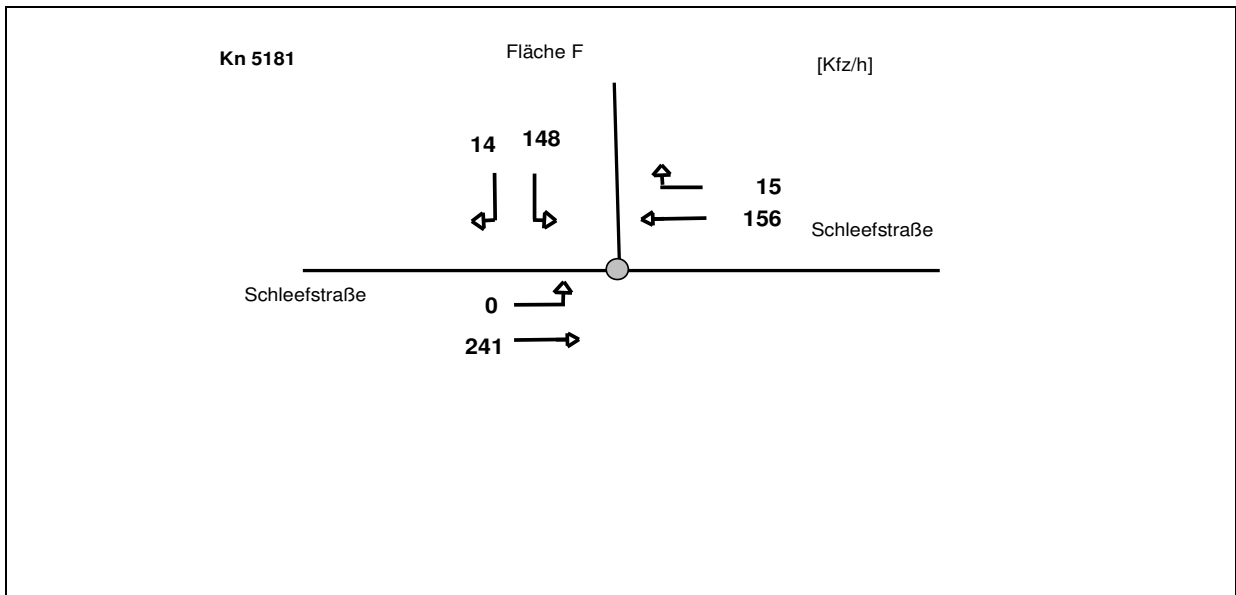 Kn 5181
Fläche F
[Kfz/h]
14 148
15
156
Schleefstraße
Schleefstraße
0
241